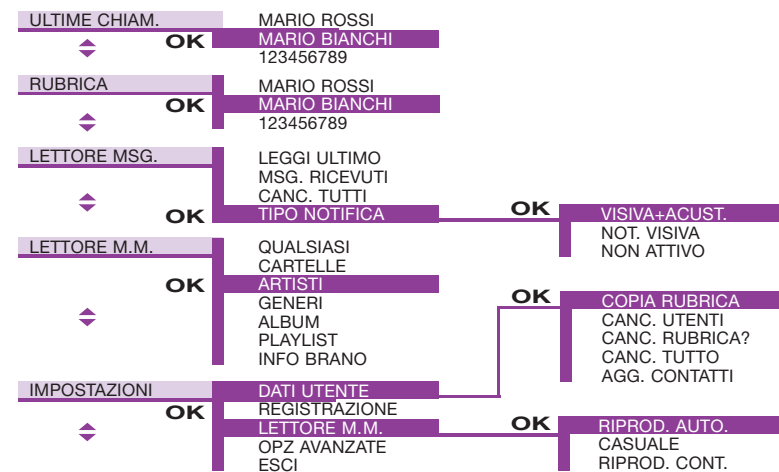 ULTIME CHIAM.
OK
MARIO ROSSI
MARIO BIANCHI
123456789
RUBRICA
OK
MARIO ROSSI
MARIO BIANCHI
123456789
LETTORE MSG.
OK
LEGGI ULTIMO
MSG. RICEVUTI
CANC. TUTTI
TIPO NOTIFICA
OK
VISIVA+ACUST.
NOT. VISIVA
NON ATTIVO
LETTORE M.M.
OK
QUALSIASI
CARTELLE
ARTISTI
GENERI
ALBUM
PLAYLIST
INFO BRANO
IMPOSTAZIONI
OK
DATI UTENTE
REGISTRAZIONE
LETTORE M.M.
OPZ AVANZATE
ESCI
OK
COPIA RUBRICA
CANC. UTENTI
CANC. RUBRICA?
CANC. TUTTO
AGG. CONTATTI
OK
RIPROD. AUTO.
CASUALE
RIPROD. CONT.